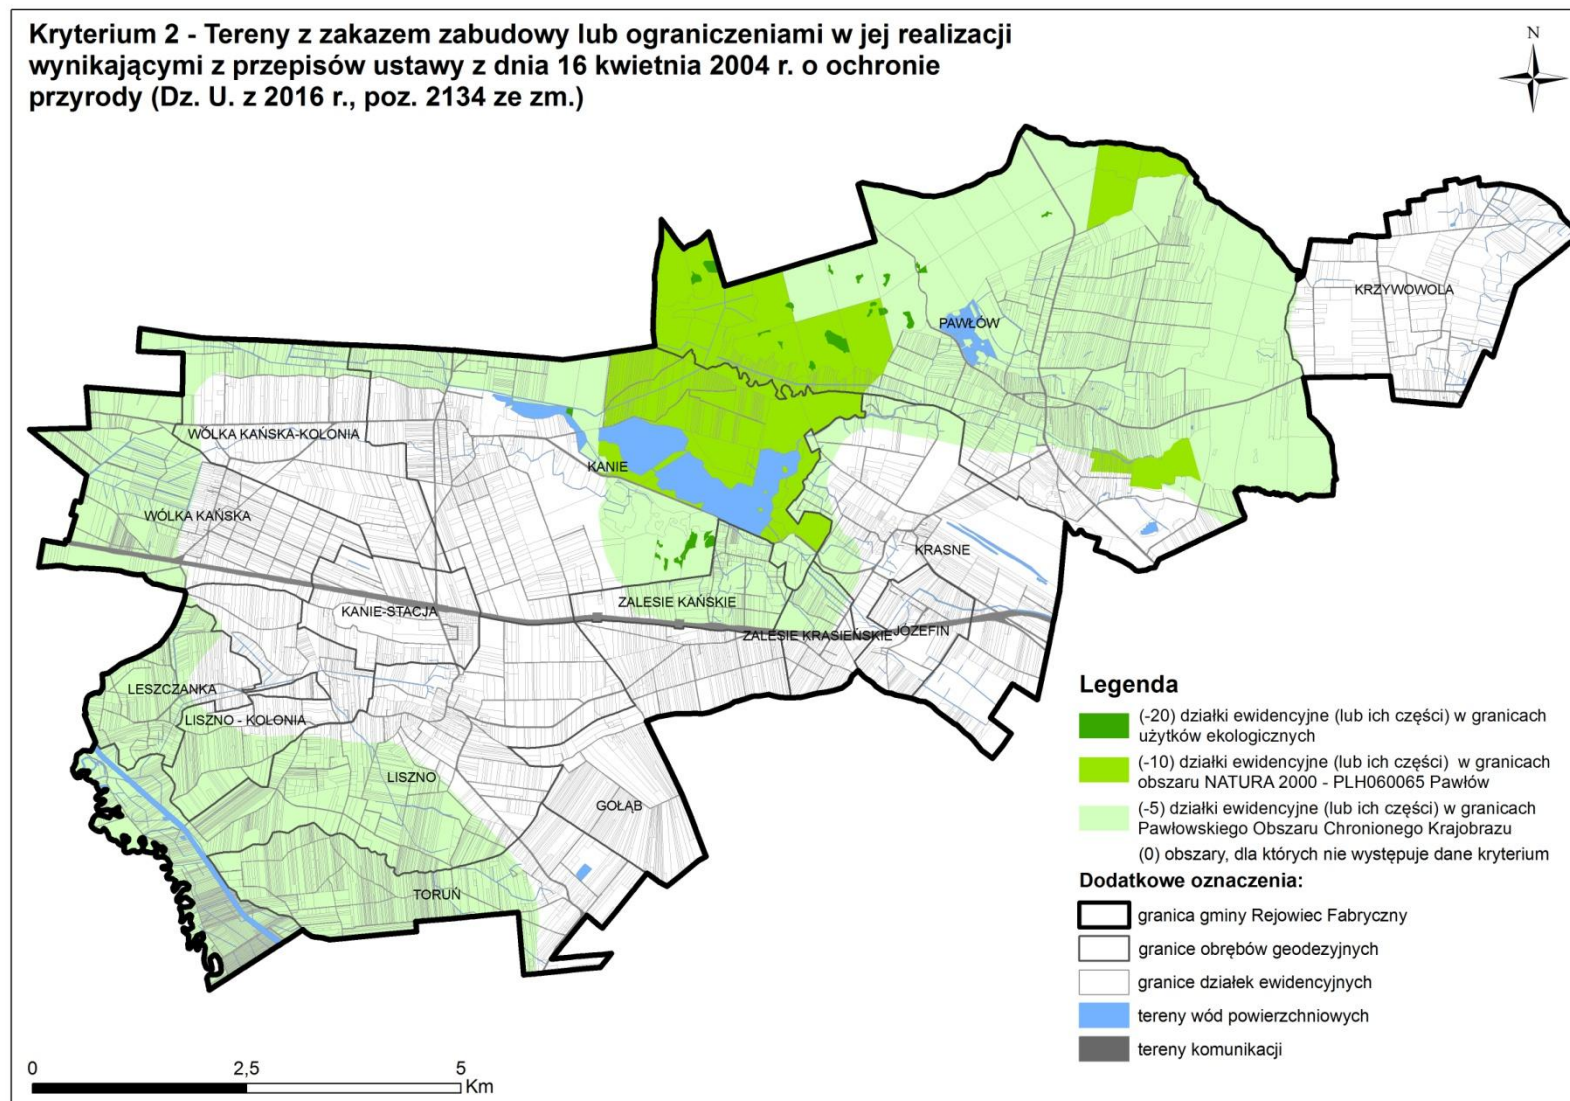 Kryterium 2 - Tereny z zakazem zabudowy lub ograniczeniami w jej realizacji
wynikającymi z przepisów ustawy z dnia 16 kwietnia 2004 r. o ochronie
przyrody (Dz. U. z 2016 r., poz. 2134 ze zm.)
N
KRZYWOWOLA
PAWŁÓW
WÓLKA KAŃSKA-KOLONIA
KANIE
WÓLKA KAŃSKA
KRASNE
ZALESIE KAŃSKIE
KANIE-STACJA
ZALESIE KRASIEŃSKIE
JÓZEFIN
LESZCZANKA
LISZNO - KOLONIA
LISZNO
GOŁĄB
TORUŃ
Legenda
(-20) działki ewidencyjne (lub ich części) w granicach
użytków ekologicznych
(-10) działki ewidencyjne (lub ich części) w granicach
obszaru NATURA 2000 - PLH060065 Pawłów
(-5) działki ewidencyjne (lub ich części) w granicach
Pawłowskiego Obszaru Chronionego Krajobrazu
(0) obszary, dla których nie występuje dane kryterium
Dodatkowe oznaczenia:
granica gminy Rejowiec Fabryczny
granice obrębów geodezyjnych
granice działek ewidencyjnych
tereny wód powierzchniowych
tereny komunikacji
0 2,5 5
Km